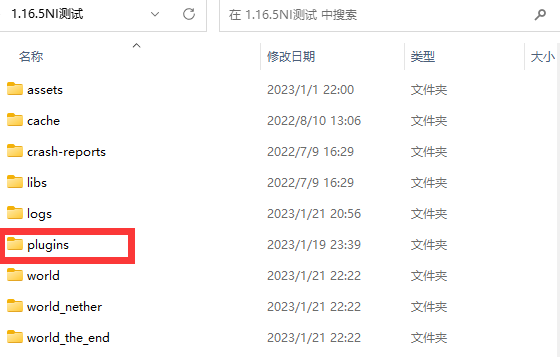 1.16.5NI测试 在 1.16.5NI测试 中搜索
名称 修改日期 类型 大小
assets 2023/1/1 22:00 文件夹
cache 2022/8/10 13:06 文件夹
crash-reports 2022/7/9 16:29 文件夹
libs 2022/7/9 16:29 文件夹
logs 2023/1/21 20:56 文件夹
plugins 2023/1/19 23:39 文件夹
world 2023/1/21 22:22 文件夹
world_nether 2023/1/21 22:22 文件夹
world_the_end 2023/1/21 22:22 文件夹